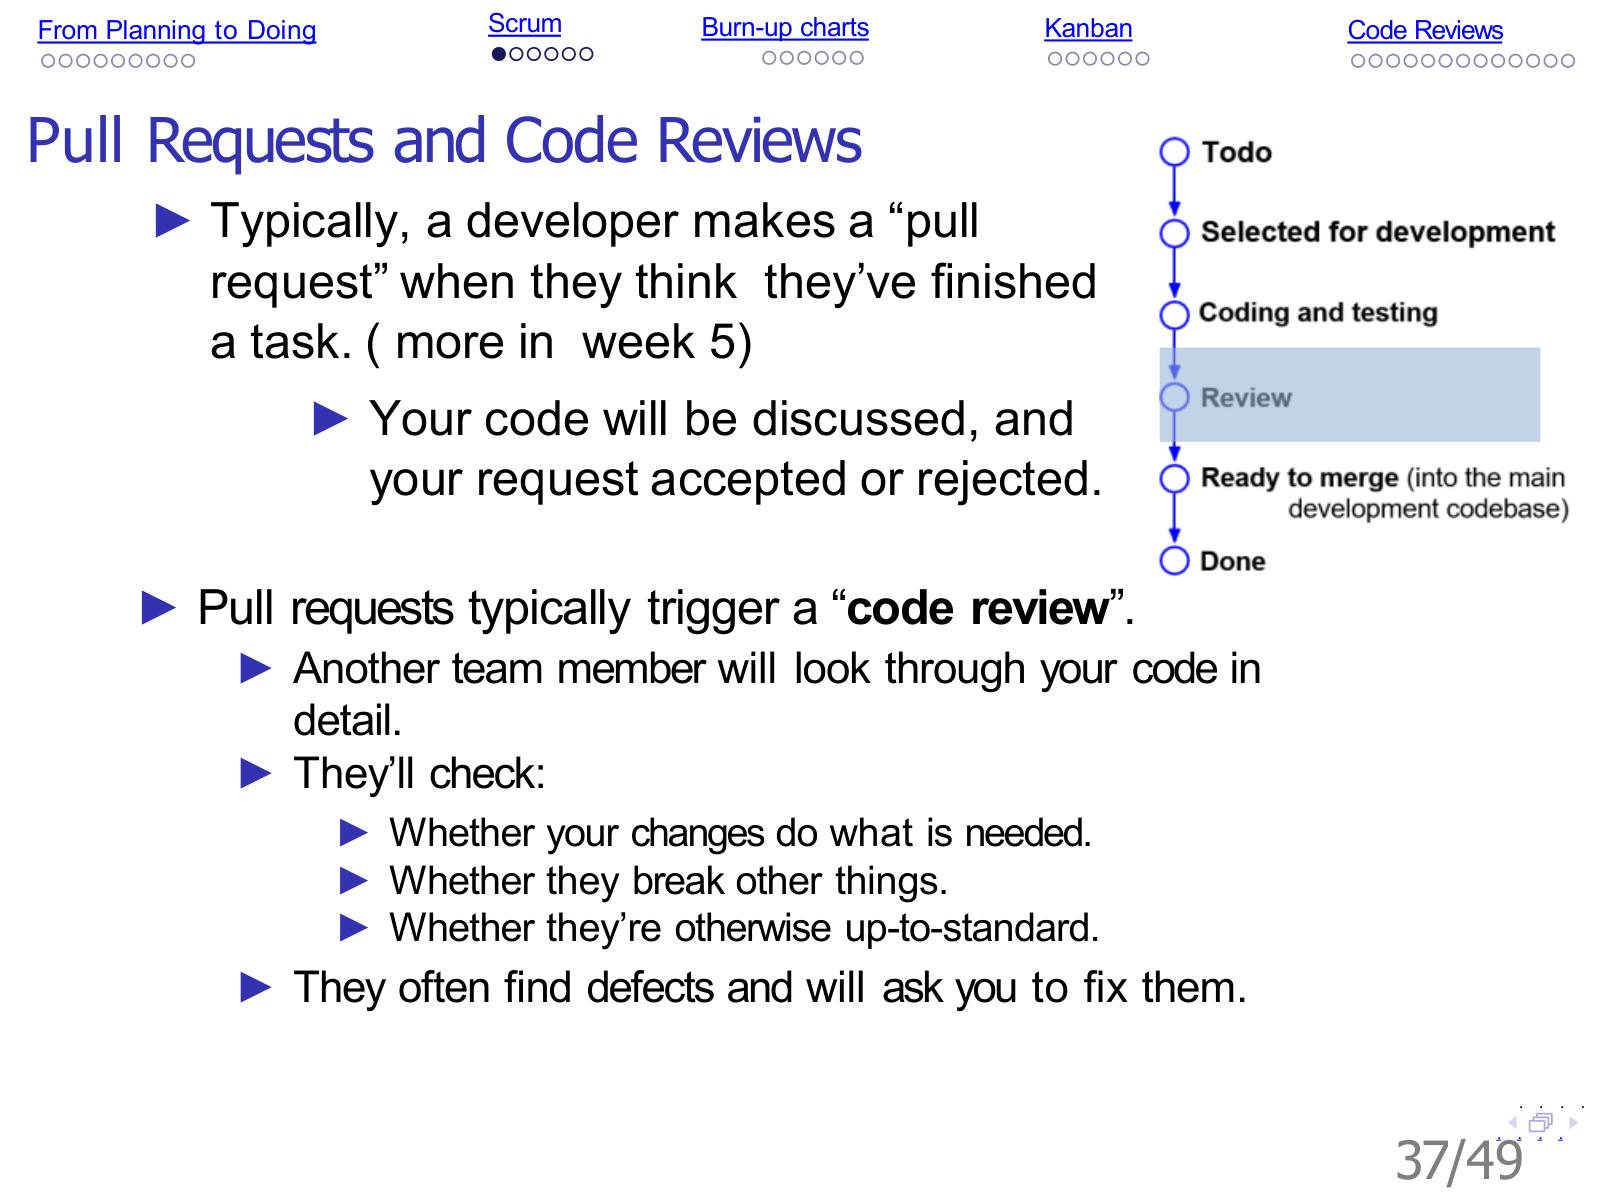 From Planning to Doing
Scrum
Burn-up charts
Kanban
Code Reviews
Pull Requests and Code Reviews
Typically, a developer makes a “pull
request” when they think they’ve finished
a task. ( more in week 5)
Your code will be discussed, and
your request accepted or rejected.
Todo
Selected for development
Coding and testing
Review
Ready to merge (into the main
development codebase)
Done
Pull requests typically trigger a “code review”.
Another team member will look through your code in
detail.
They’ll check:
Whether your changes do what is needed.
Whether they break other things.
Whether they’re otherwise up-to-standard.
They often find defects and will ask you to fix them.
37/49